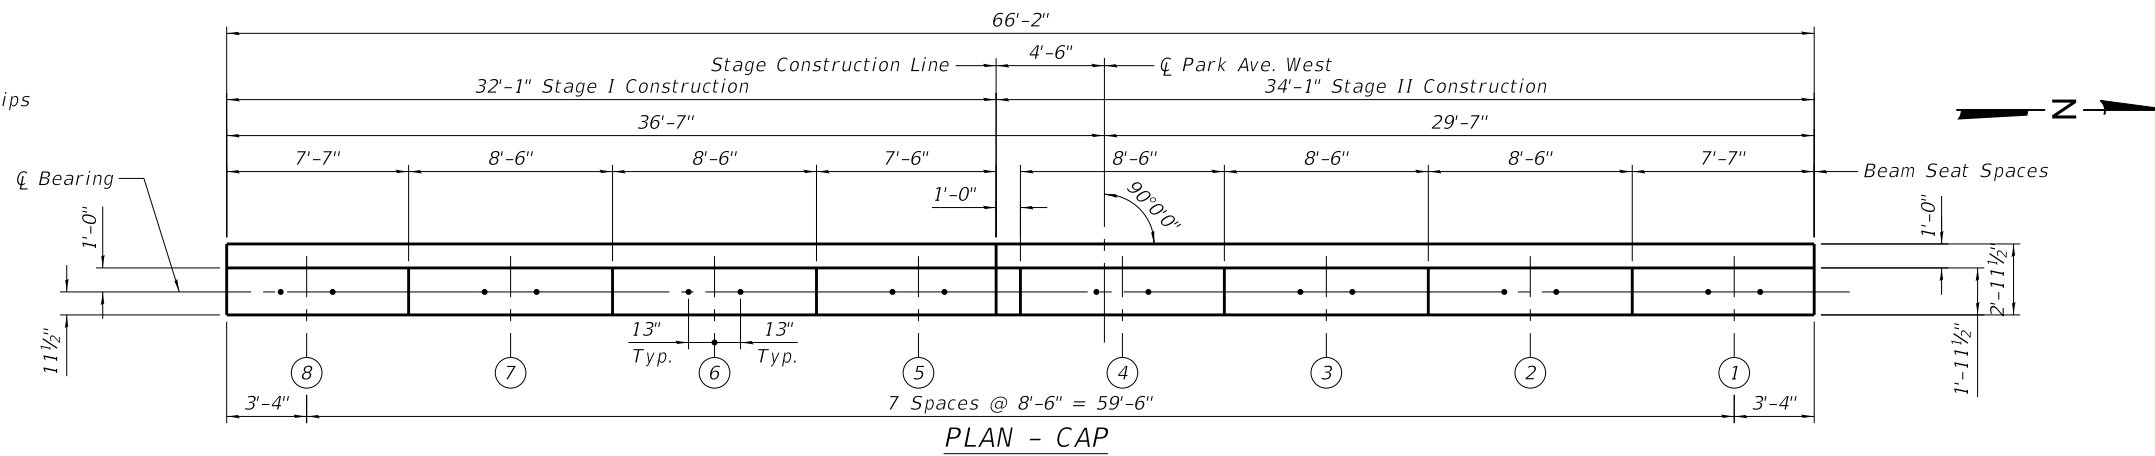 66'-2"
4'-6"
Stage Construction Line
℄ Park Ave. West
32'-1" Stage I Construction
34'-1" Stage II Construction
ips
N
36'-7"
29'-7"
7'-7"
8'-6"
8'-6"
7'-6"
8'-6"
8'-6"
8'-6"
7'-7"
Beam Seat Spaces
℄ Bearing
1'-0"
90°0'0"
1'-0"
1'-0"
2'-11½"
1'-11½"
11½"
13"
Typ.
13"
Typ.
8
7
6
5
4
3
2
1
3'-4"
7 Spaces @ 8'-6" = 59'-6"
3'-4"
PLAN - CAP